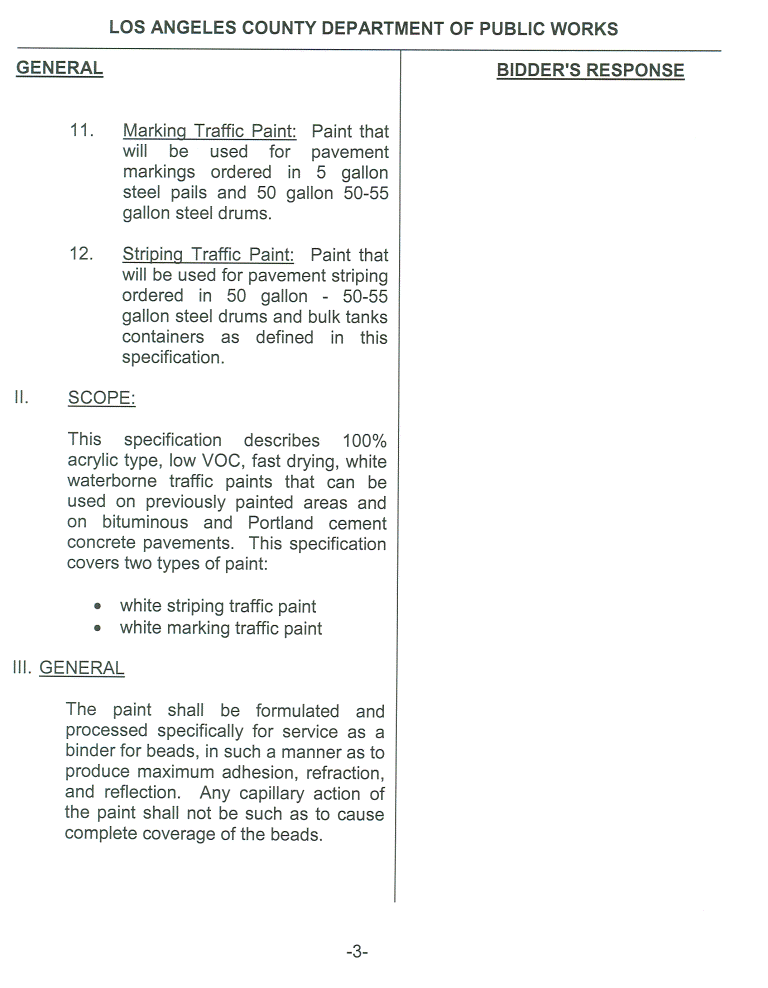 LOS ANGELES COUNTY DEPARTMENT OF PUBLIC WORKS
GENERAL
BIDDER'S RESPONSE
11. Marking Traffic Paint: Paint that
will be used for pavement
markings ordered in 5 gallon
steel pails and 50 gallon 50-55
gallon steel drums.
12. Striping Traffic Paint: Paint that
will be used for pavement striping
ordered in 50 gallon - 50-55
gallon steel drums and bulk tanks
containers as defined in this
specification.
II. SCOPE:
This specification describes 100%
acrylic type, low VOC, fast drying, white
waterborne traffic paints that can be
used on previously painted areas and
on bituminous and Portland cement
concrete pavements. This specification
covers two types of paint:
• white striping traffic paint
• white marking traffic paint
III. GENERAL
The paint shall be formulated and
processed specifically for service as a
binder for beads, in such a manner as to
produce maximum adhesion, refraction,
and reflection. Any capillary action of
the paint shall not be such as to cause
complete coverage of the beads.
-3-